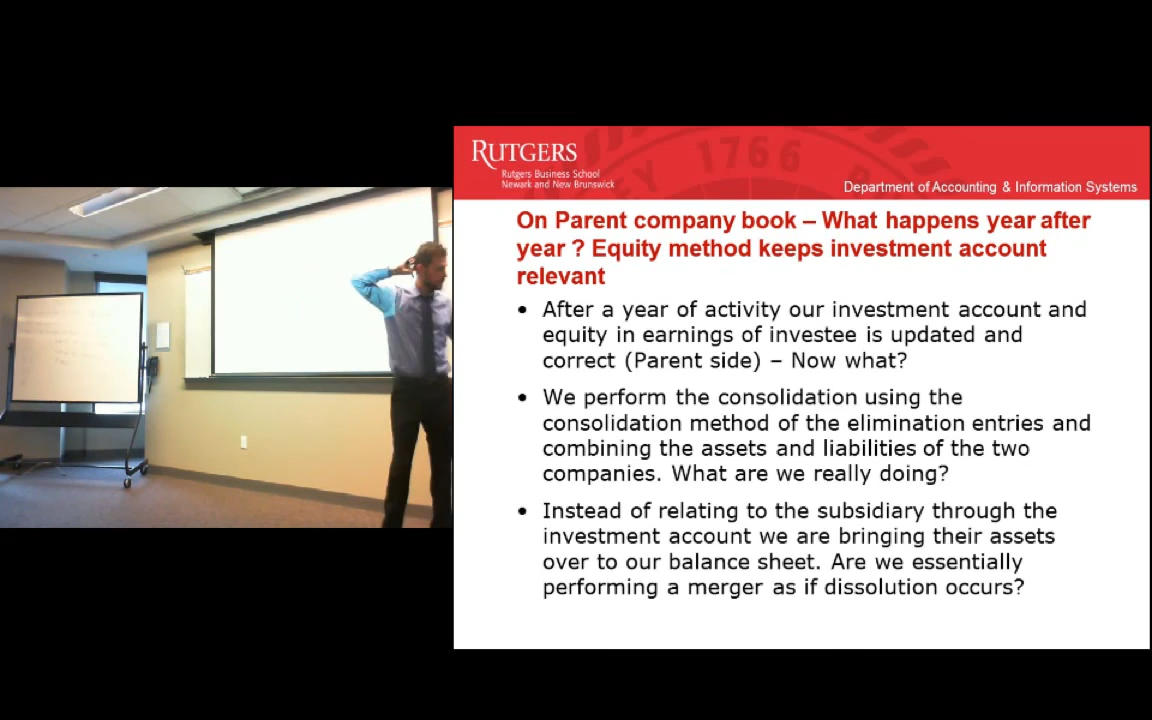 RUTGERS
Rutgers Business School
Newark and New Brunswick
1766
Department of Accounting & Information Systems
On Parent company book – What happens year after
year ? Equity method keeps investment account
relevant
• After a year of activity our investment account and
equity in earnings of investee is updated and
correct (Parent side) – Now what?
• We perform the consolidation using the
consolidation method of the elimination entries and
combining the assets and liabilities of the two
companies. What are we really doing?
• Instead of relating to the subsidiary through the
investment account we are bringing their assets
over to our balance sheet. Are we essentially
performing a merger as if dissolution occurs?